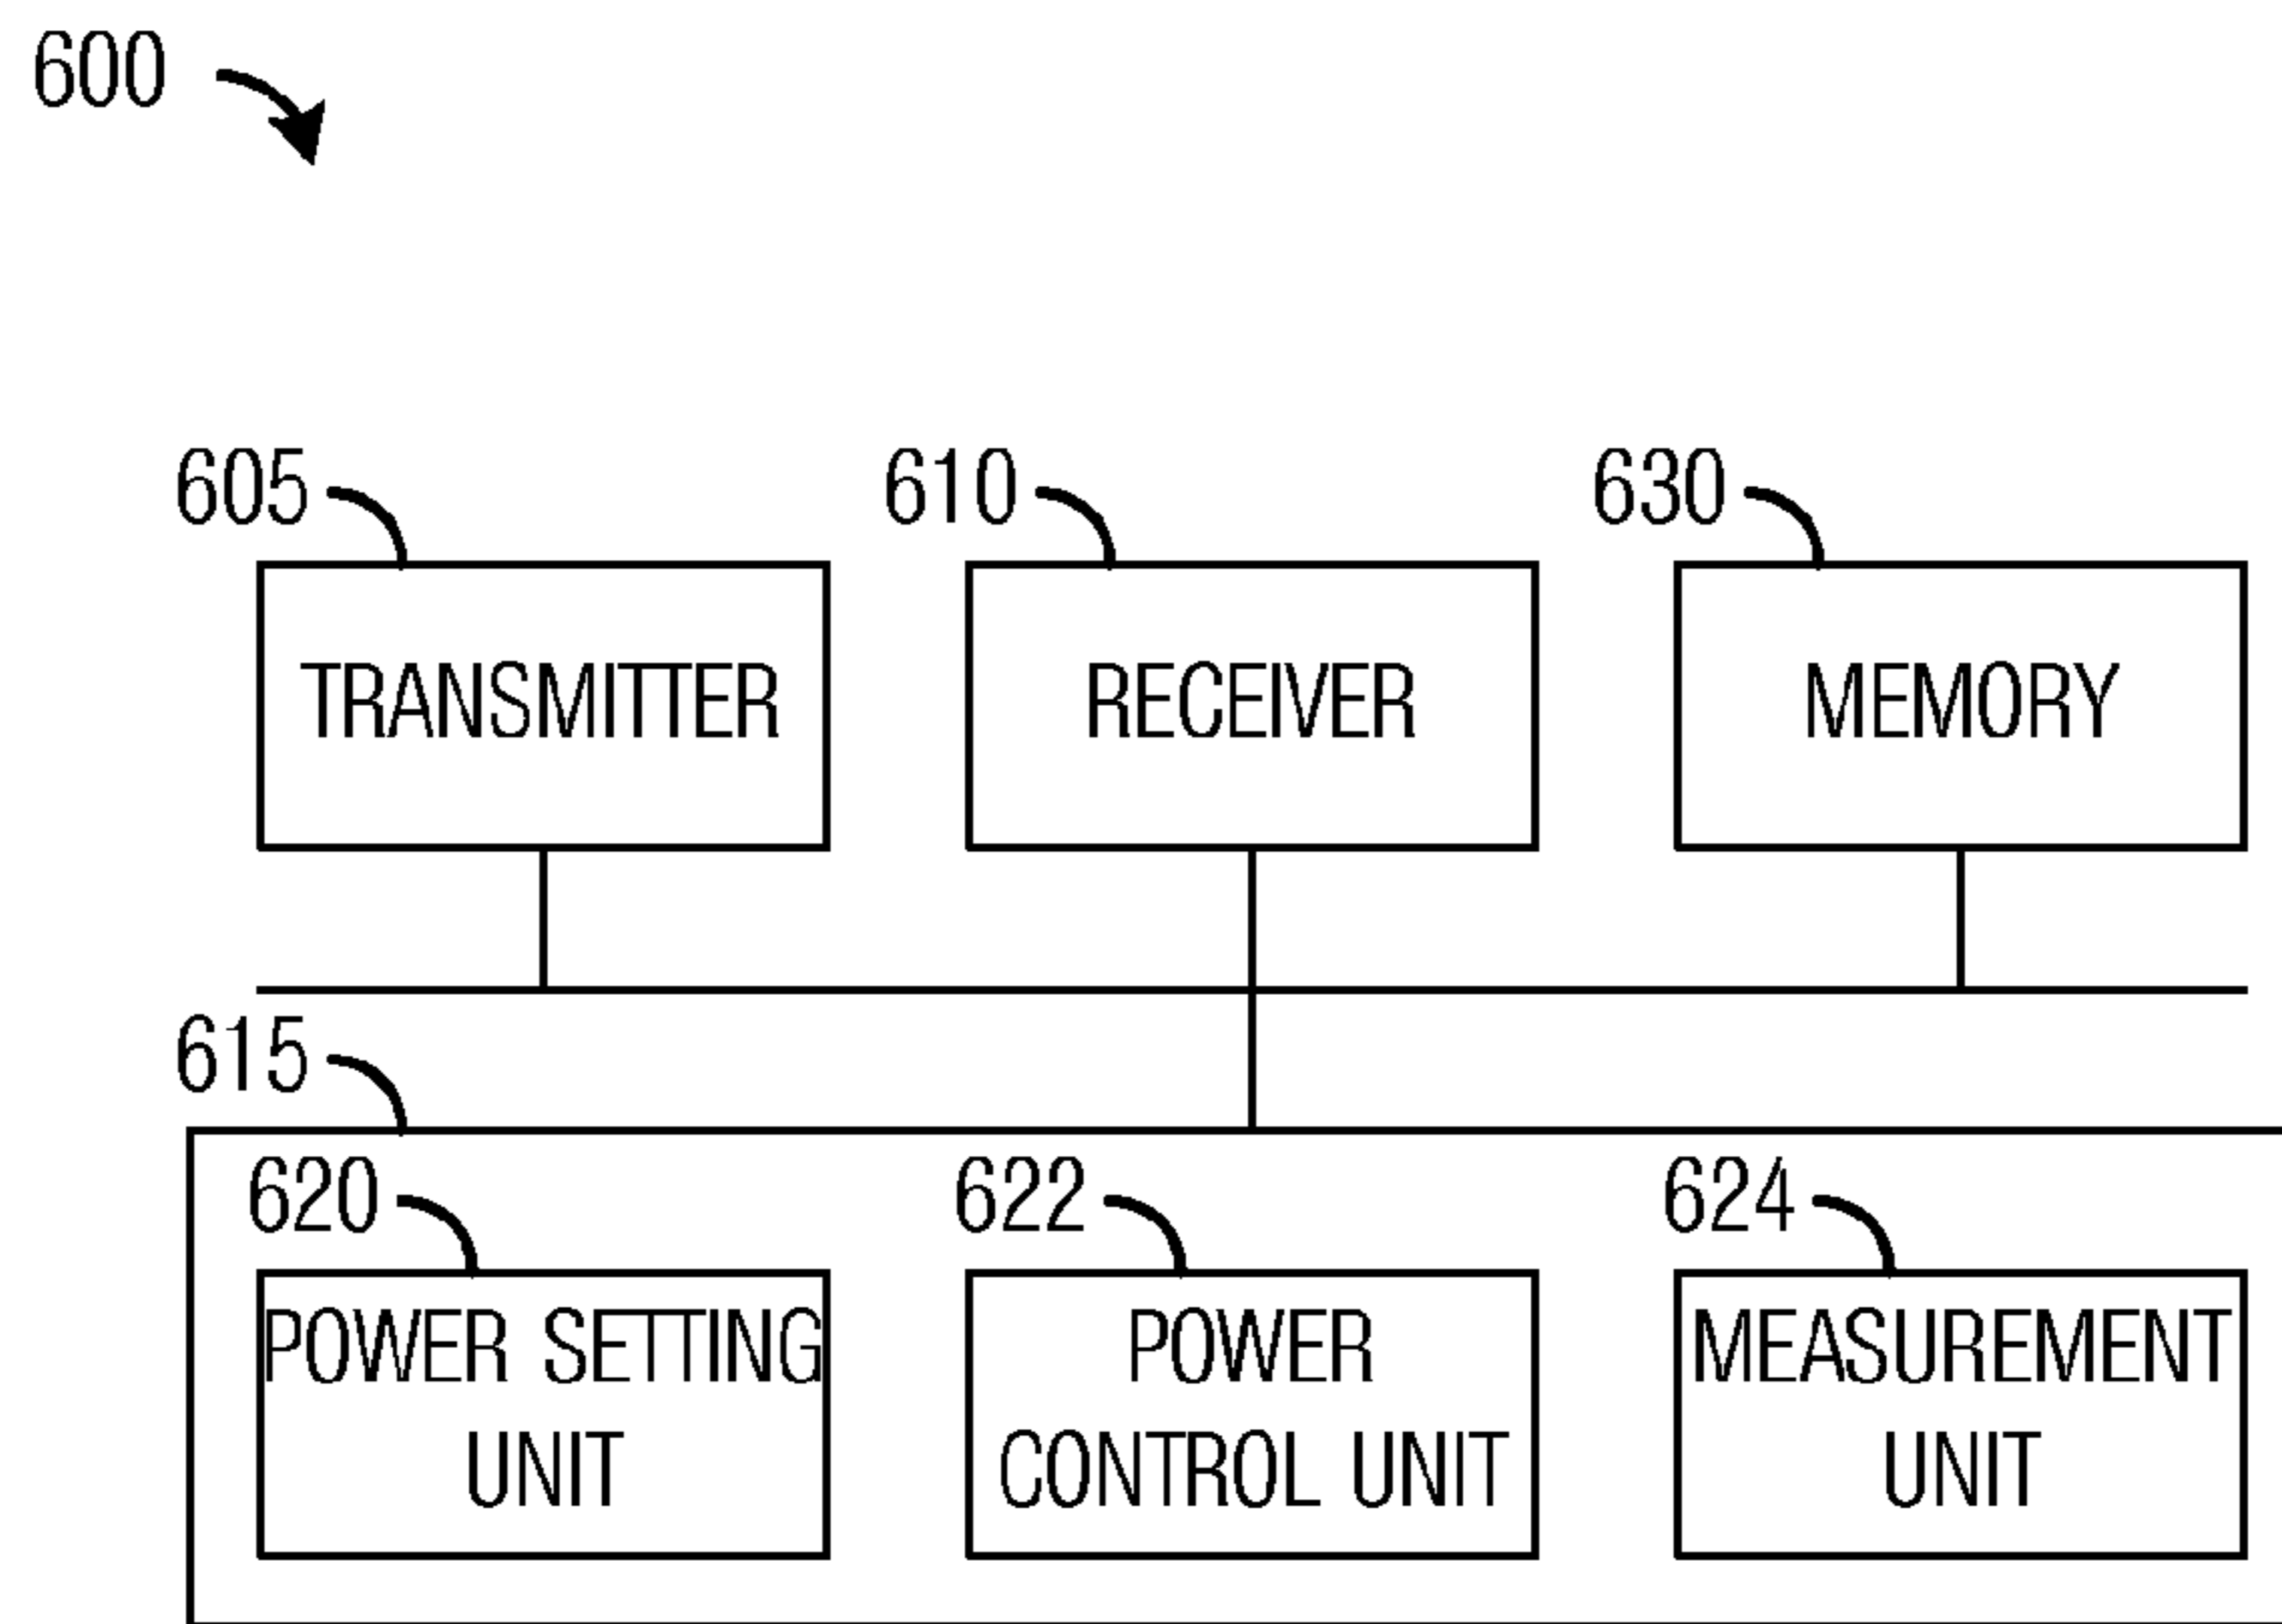 600
605
610
630
TRANSMITTER
RECEIVER
MEMORY
615
620
622
624
POWER SETTING
UNIT
POWER
CONTROL UNIT
MEASUREMENT
UNIT